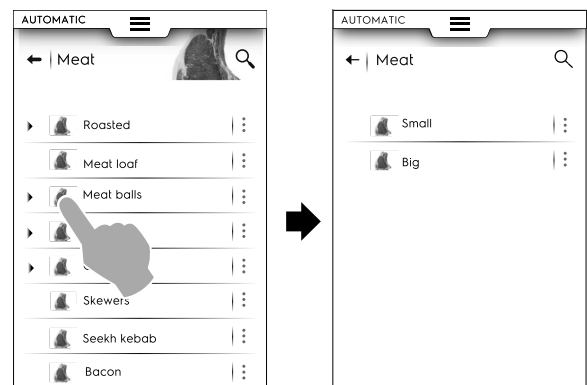 AUTOMATIC
Meat
Roasted
Meat loaf
Meat balls
Skewers
Seekh kebab
Bacon
AUTOMATIC
Meat
Small
Big